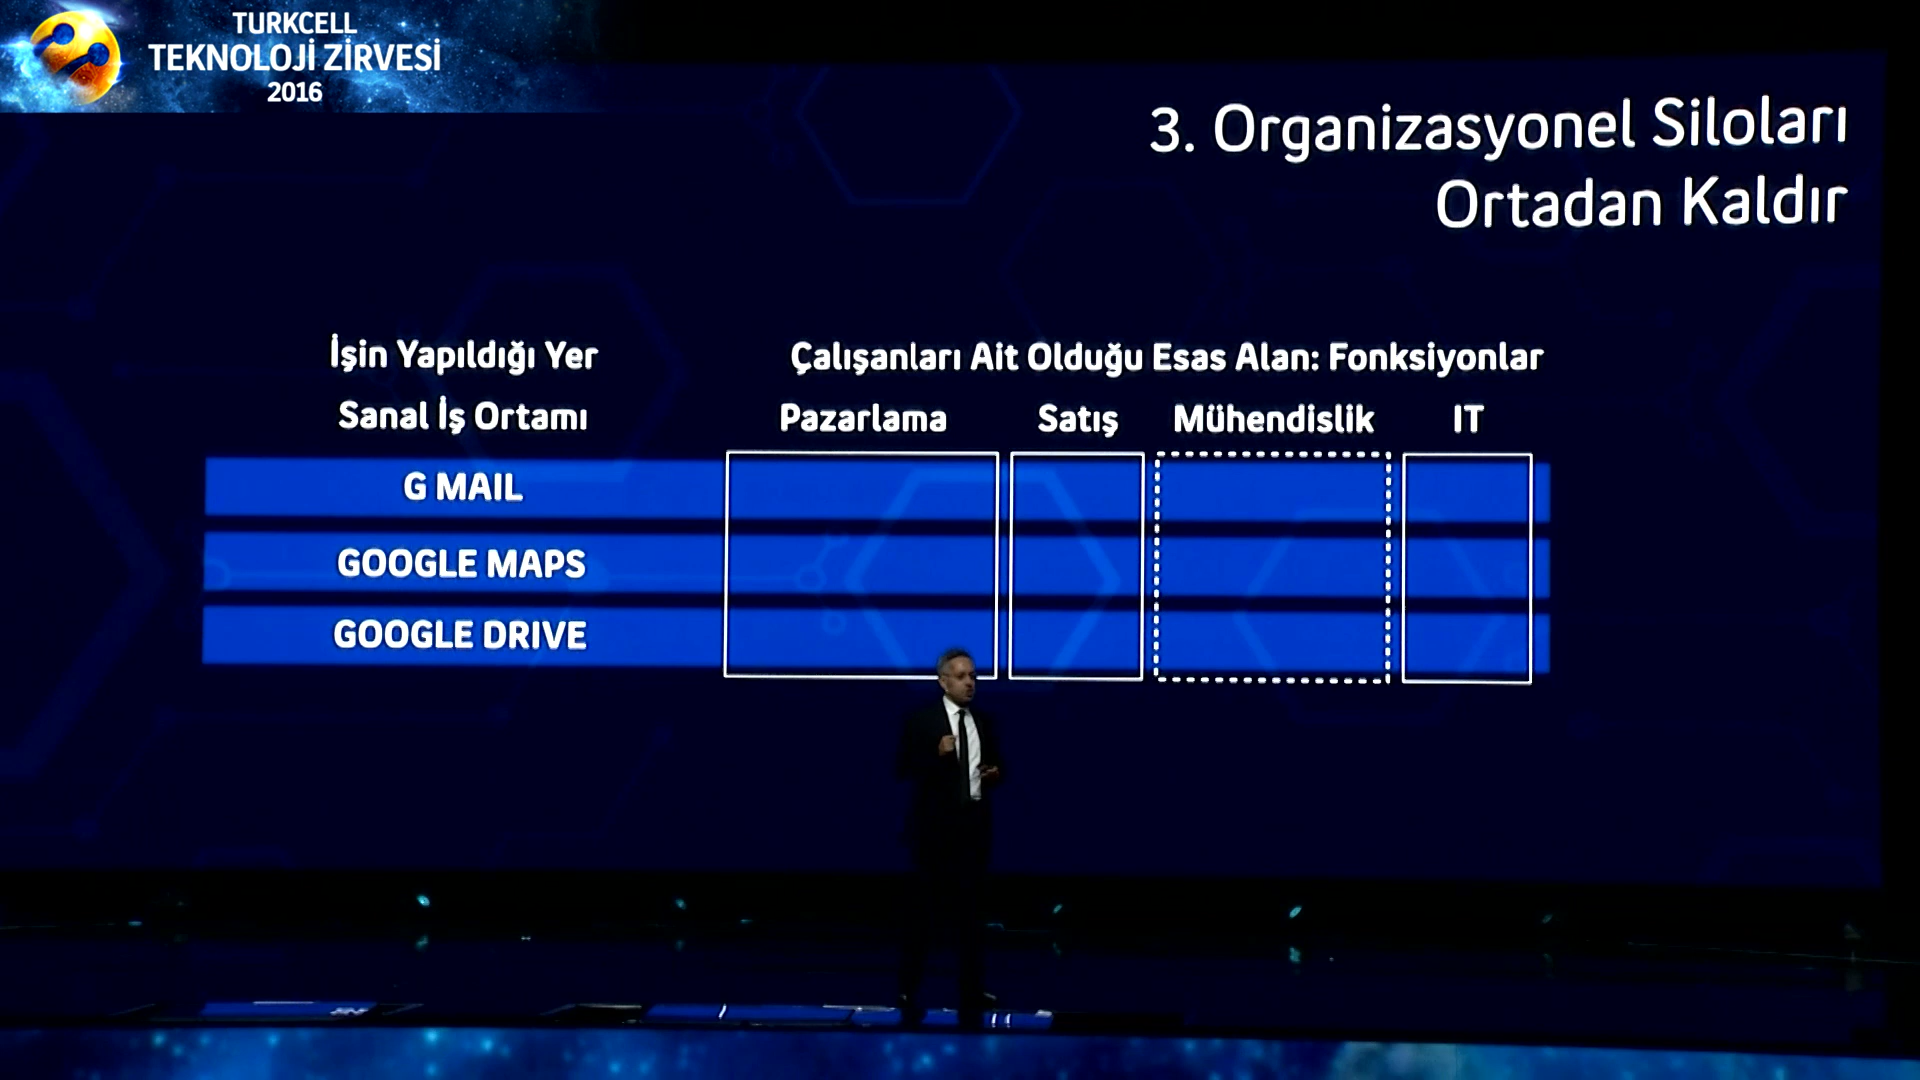 TURKCELL
TEKNOLOJİ ZİRVESİ
2016
3. Organizasyonel Siloları
Ortadan Kaldır
İşin Yapıldığı Yer
Çalışanları Ait Olduğu Esas Alan: Fonksiyonlar
Sanal İş Ortamı
Pazarlama
Satış
Mühendislik
IT
G MAIL
GOOGLE MAPS
GOOGLE DRIVE